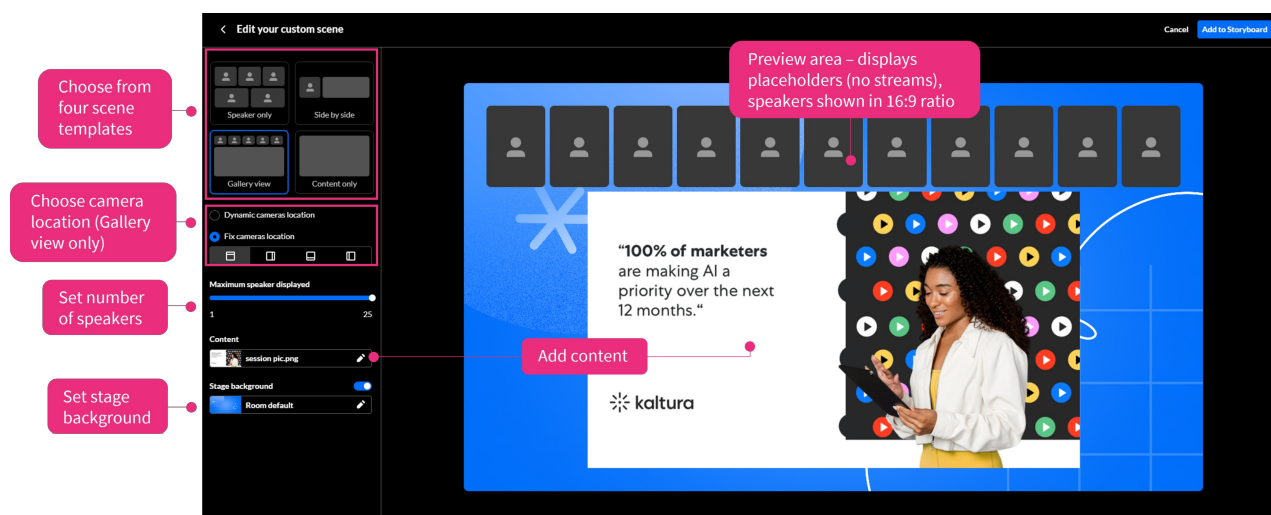 Edit your custom scene
Cancel
Add to Storyboard
Choose from
four scene
templates
Speaker only
Side by side
Gallery view
Content only
Preview area – displays
placeholders (no streams),
speakers shown in 16:9 ratio
Choose camera
location (Gallery
view only)
Dynamic cameras location
Fix cameras location
Set number
of speakers
Maximum speaker displayed
1
25
Content
session pic.png
Add content
Set stage
background
Stage background
Room default
“100% of marketers
are making AI a
priority over the next
12 months.“
kaltura